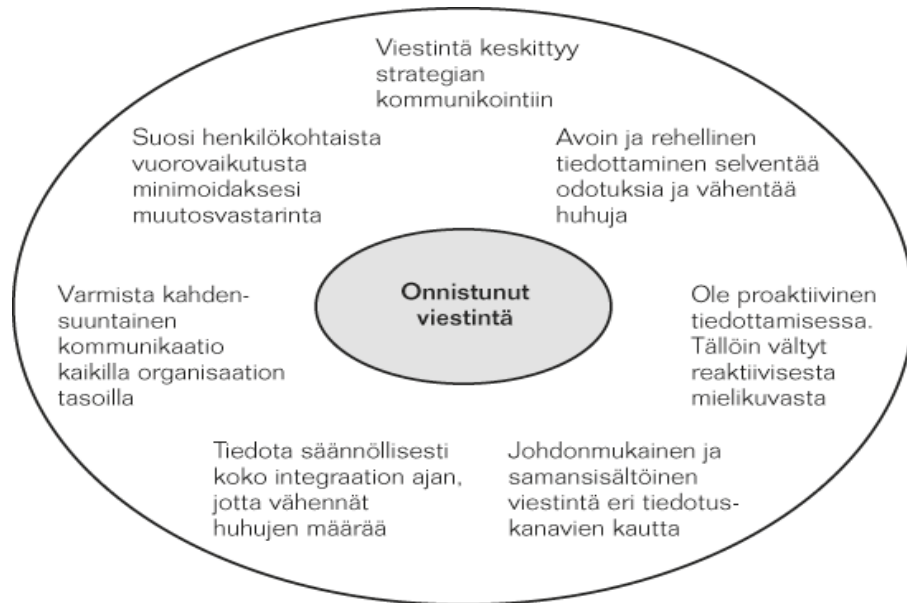 Viestintä keskittyy
strategian
kommunikointiin
Suosi henkilökohtaista
vuorovaikutusta
minimoidaksesi
muutosvastarinta
Avoin ja rehellinen
tiedottaminen selventää
odotuksia ja vähentää
huhuja
Varmista kahden-
suuntainen
kommunikaatio
kaikilla organisaation
tasoilla
Onnistunut
viestintä
Ole proaktiivinen
tiedottamisessa.
Tällöin vältyt
reaktiivisesta
mielikuvasta
Tiedota säännöllisesti
koko integraation ajan,
jotta vähennät
huhujen määrää
Johdonmukainen ja
samansisältöinen
viestintä eri tiedotus-
kanavien kautta